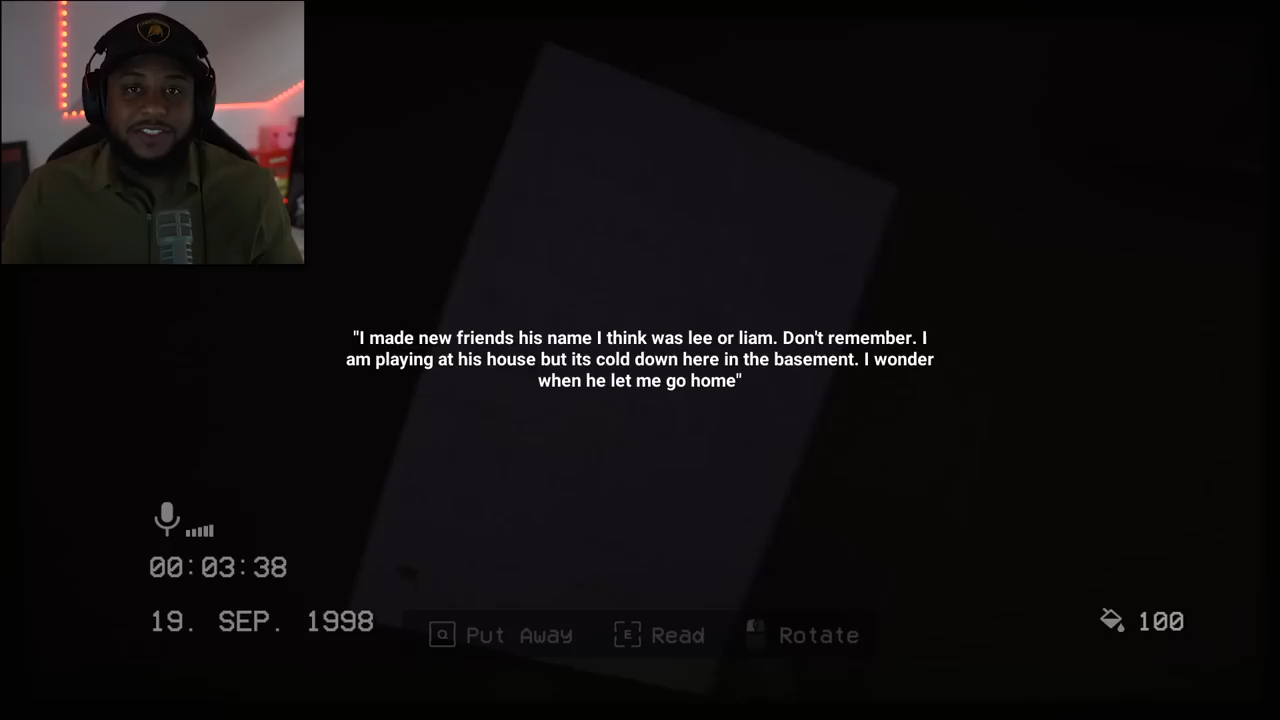 "I made new friends his name I think was lee or liam. Don't remember. I
am playing at his house but its cold down here in the basement. I wonder
when he let me go home"
00:03:38
19. SEP. 1998
Q Put Away E Read Rotate
100